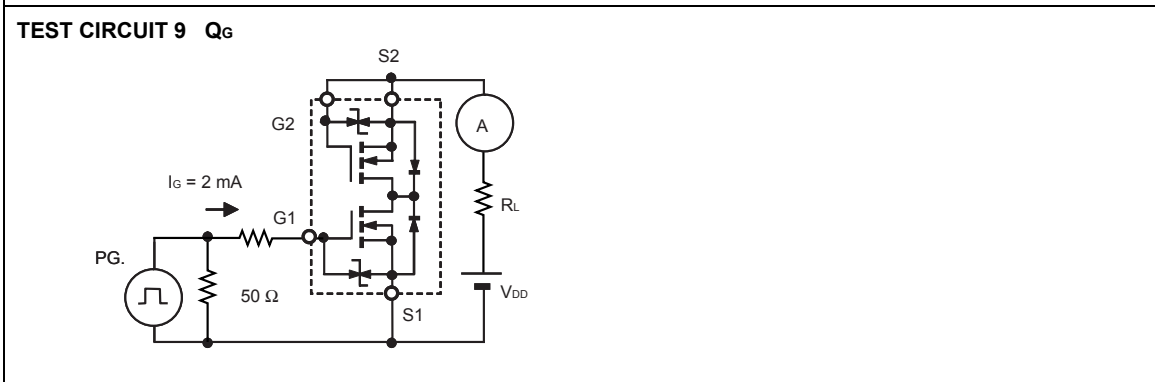 TEST CIRCUIT 9 QG
S2
G2
A
IG = 2 mA
G1
RL
PG.
50 Ω
VDD
S1